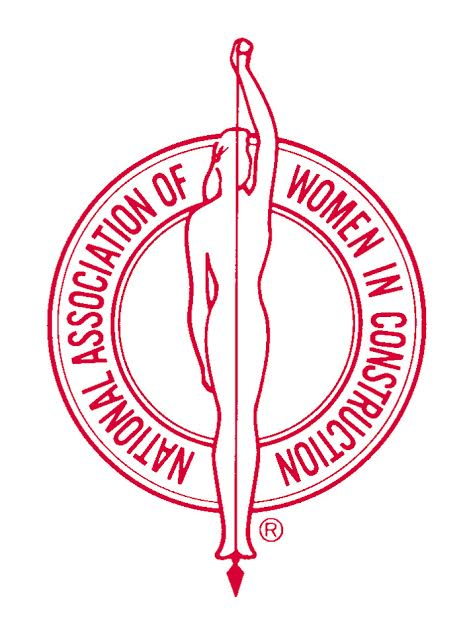 NATIONAL ASSOCIATION OF
WOMEN IN CONSTRUCTION
®